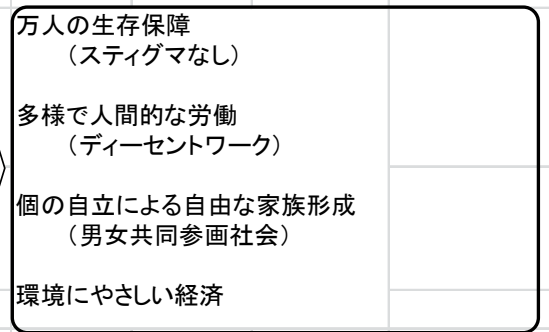 万人の生存保障
（スティグマなし）
多様で人間的な労働
（ディーセントワーク）
個の自立による自由な家族形成
（男女共同参画社会）
環境にやさしい経済